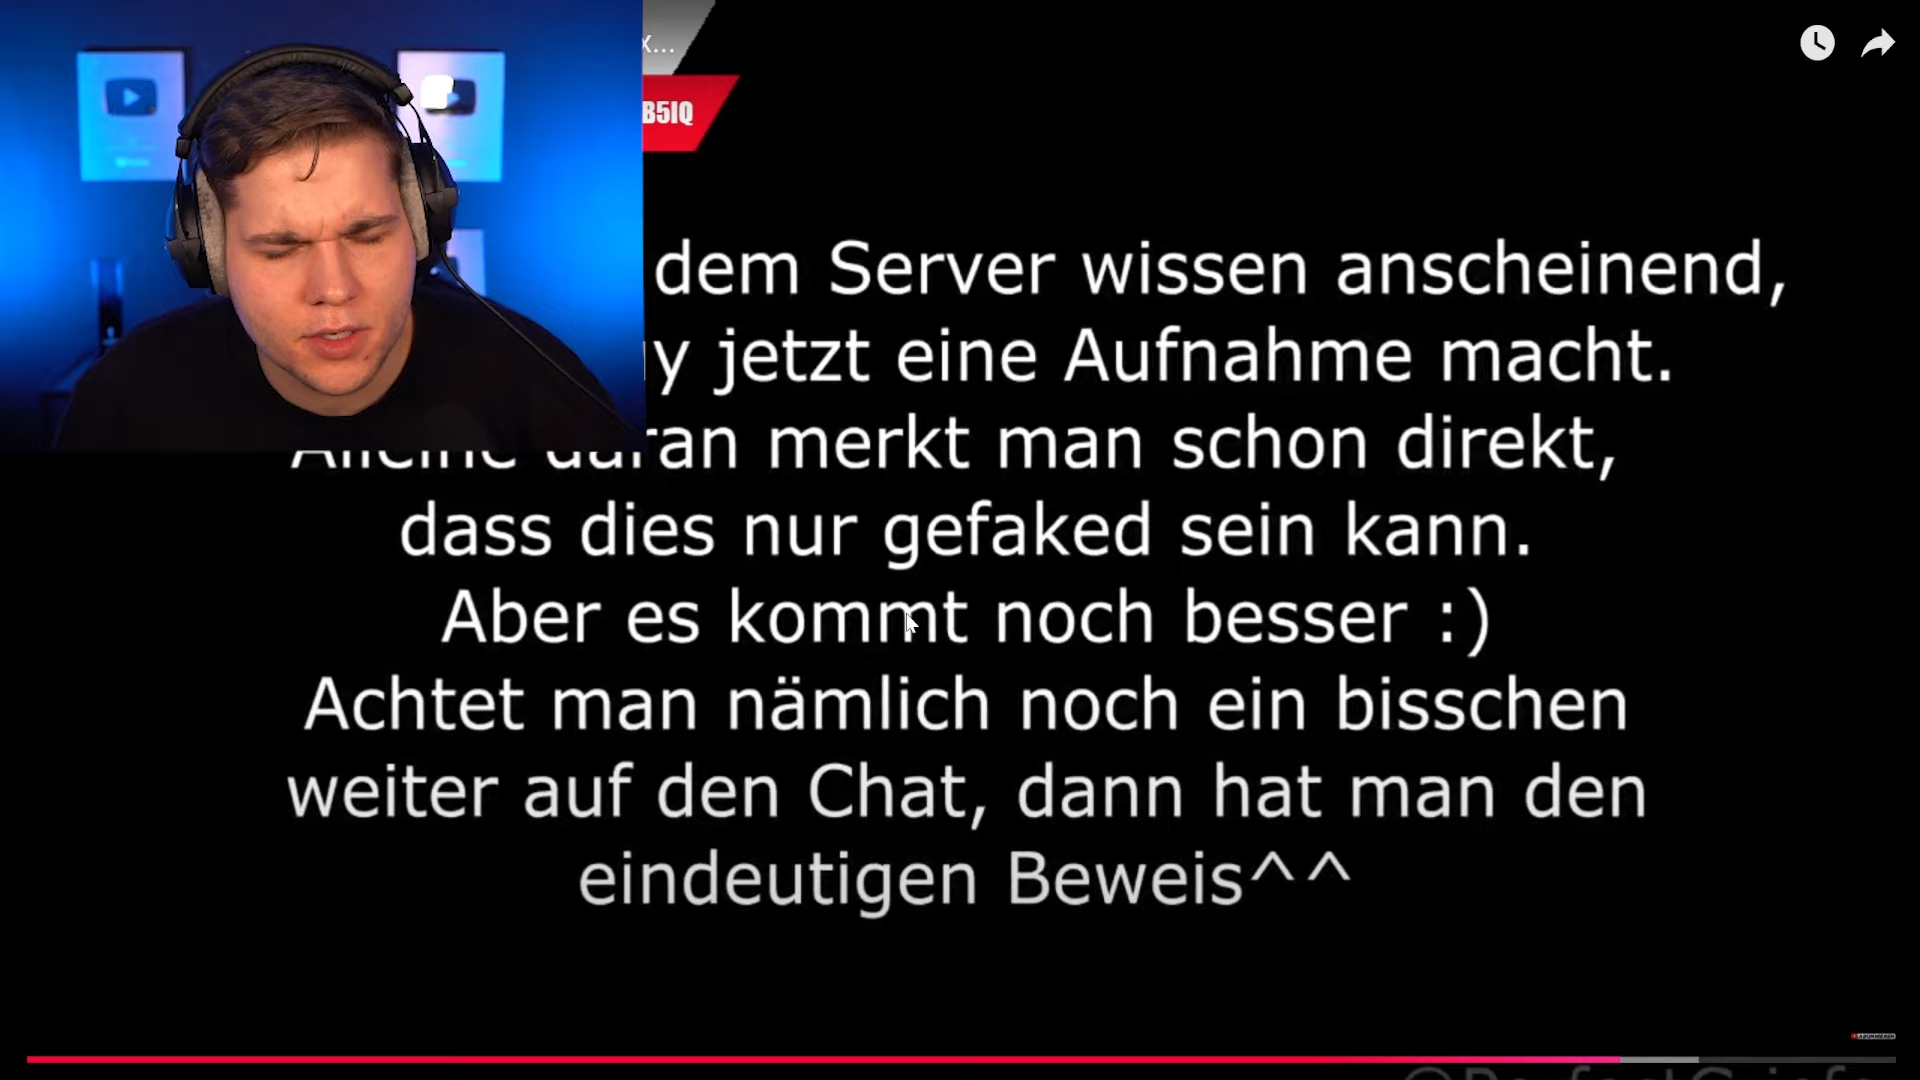 x...
B5IQ
dem Server wissen anscheinend,
jetzt eine Aufnahme macht.
Alleine daran merkt man schon direkt,
dass dies nur gefaked sein kann.
Aber es kommt noch besser :)
Achtet man nämlich noch ein bisschen
weiter auf den Chat, dann hat man den
eindeutigen Beweis^^